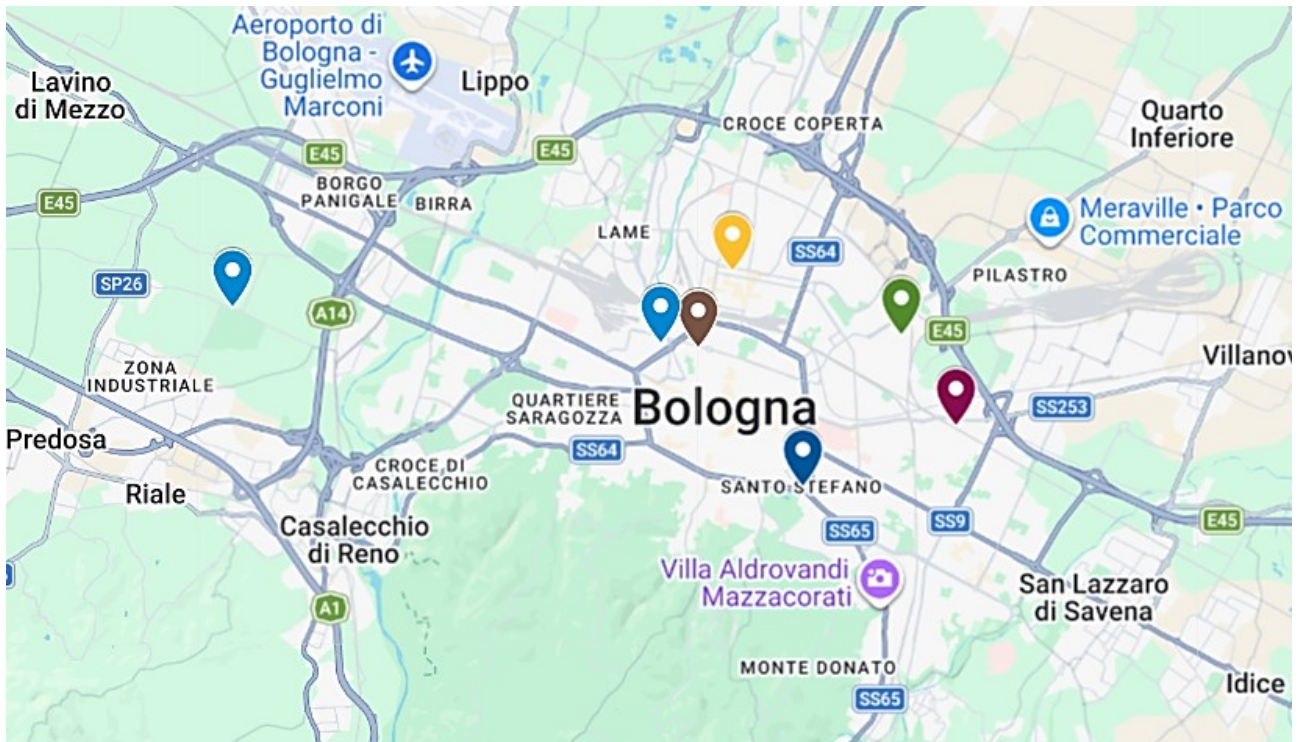 Aeroporto di
Bologna -
Guglielmo
Marconi
Lippo
Lavino
di Mezzo
Quarto
Inferiore
CROCE COPERTA
E45
E45
BORGO
PANIGALE
BIRRA
E45
LAME
SS64
Meraville • Parco
Commerciale
PILASTRO
SP26
A14
E45
ZONA
INDUSTRIALE
Villanov
QUARTIERE
SARAGOZZA
Bologna
SS253
Predosa
SS64
CROCE DI
CASALECCHIO
Riale
SANTO STEFANO
Casalecchio
di Reno
SS65
SS9
E45
Villa Aldrovandi
Mazzacorati
San Lazzaro
di Savena
A1
MONTE DONATO
Idice
SS65